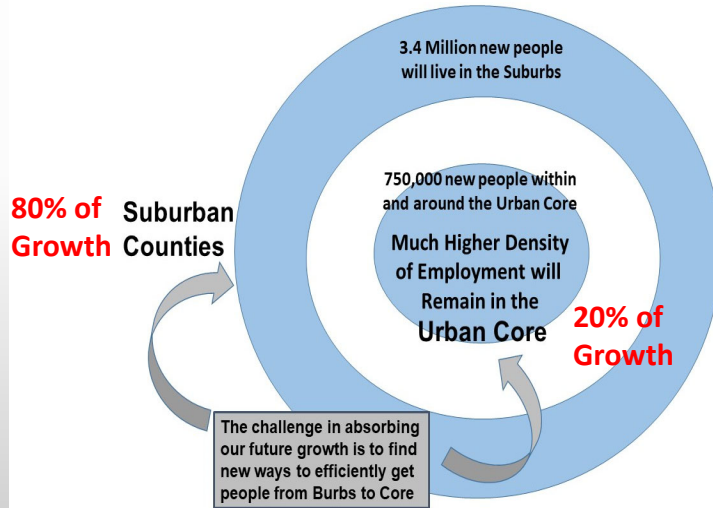 3.4 Million new people
will live in the Suburbs
80% of
Growth
Suburban
Counties
750,000 new people within
and around the Urban Core
Much Higher Density
of Employment will
Remain in the
Urban Core
20% of
Growth
The challenge in absorbing
our future growth is to find
new ways to efficiently get
people from Burbs to Core